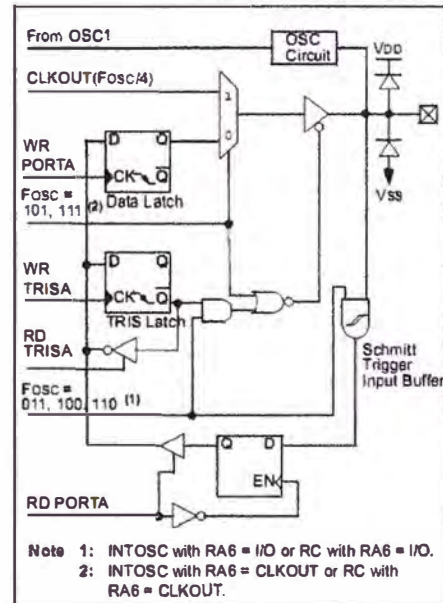 From OSC1
OSC
Circuit
VDD
CLKOUT(FOSC/4)
1
0
D
Q
WR
PORTA
CK
Q
VSS
FOSC =
101, 111 (2)
Data Latch
D
Q
WR
TRISA
CK
Q
TRIS Latch
RD
TRISA
Schmitt
Trigger
Input Buffer
FOSC =
011, 100, 110 (1)
Q
D
EN
RD PORTA
Note 1: INTOSC with RA6 = I/O or RC with RA6 = I/O.
2: INTOSC with RA6 = CLKOUT or RC with
RA6 = CLKOUT.